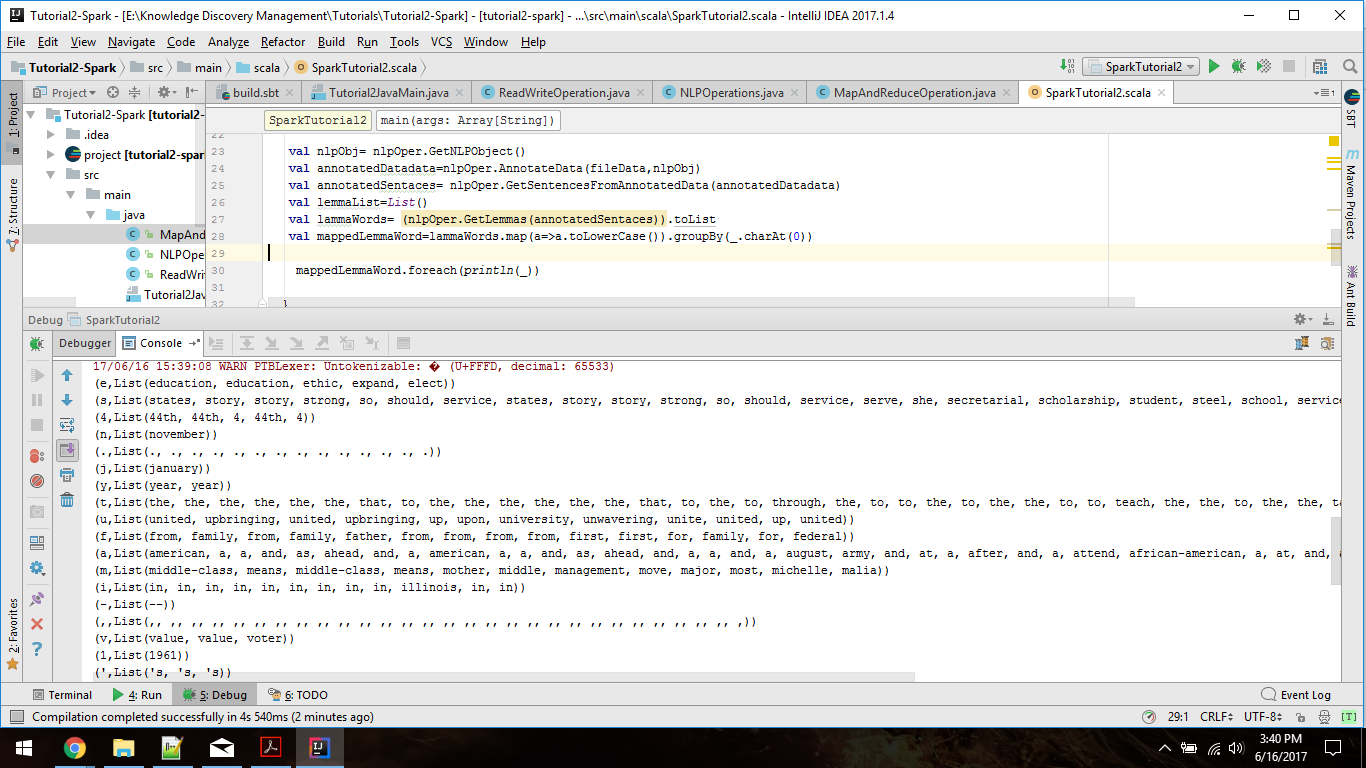 Tutorial2-Spark - [E:\Knowledge Discovery Management\Tutorials\Tutorial2-Spark] - [tutorial2-spark] - ...\src\main\scala\SparkTutorial2.scala - IntelliJ IDEA 2017.1.4
File Edit View Navigate Code Analyze Refactor Build Run Tools VCS Window Help
Tutorial2-Spark src main scala SparkTutorial2.scala SparkTutorial2
Project build.sbt Tutorial2JavaMain.java ReadWriteOperation.java NLPOperations.java MapAndReduceOperation.java SparkTutorial2.scala
1: Project
7: Structure
2: Favorites
Tutorial2-Spark [tutorial2-
.idea
project [tutorial2-spar
src
main
java
MapAnd
NLPOpe
ReadWri
Tutorial2Jav
SparkTutorial2 main(args: Array[String])
22
23 val nlpObj= nlpOper.GetNLPObject()
24 val annotatedDatadata=nlpOper.AnnotateData(fileData,nlpObj)
25 val annotatedSentaces= nlpOper.GetSentencesFromAnnotatedData(annotatedDatadata)
26 val lemmaList=List()
27 val lammaWords= (nlpOper.GetLemmas(annotatedSentaces)).toList
28 val mappedLemmaWord=lammaWords.map(a=>a.toLowerCase()).groupBy(_.charAt(0))
29
30 mappedLemmaWord.foreach(println(_))
31
32 }
SBT
Maven Projects
Ant Build
Debug SparkTutorial2
Debugger Console
17/06/16 15:39:08 WARN PTBLexer: Untokenizable: � (U+FFFD, decimal: 65533)
(e,List(education, education, ethic, expand, elect))
(s,List(states, story, story, strong, so, should, service, states, story, story, strong, so, should, service, serve, she, secretarial, scholarship, student, steel, school, servic
(4,List(44th, 44th, 4, 44th, 4))
(n,List(november))
(.,List(., ., ., ., ., ., ., ., ., ., ., ., ., .))
(j,List(january))
(y,List(year, year))
(t,List(the, the, the, the, the, the, that, to, the, the, the, the, the, the, that, to, the, to, through, the, to, to, the, to, the, the, to, to, teach, the, the, to, the, the, ta
(u,List(united, upbringing, united, upbringing, up, upon, university, unwavering, unite, united, up, united))
(f,List(from, family, from, family, father, from, from, from, from, first, first, for, family, for, federal))
(a,List(american, a, a, and, as, ahead, and, a, american, a, a, and, as, ahead, and, a, a, and, a, august, army, and, at, a, after, and, a, attend, african-american, a, at, and,
(m,List(middle-class, means, middle-class, means, mother, middle, management, move, major, most, michelle, malia))
(i,List(in, in, in, in, in, in, in, in, in, illinois, in, in))
(-,List(--))
(,,List(,, ,, ,, ,, ,, ,, ,, ,, ,, ,, ,, ,, ,, ,, ,, ,, ,, ,, ,, ,, ,, ,, ,, ,, ,, ,, ,, ,, ,))
(v,List(value, value, voter))
(1,List(1961))
(',List('s, 's, 's))
Terminal 4: Run 5: Debug 6: TODO Event Log
Compilation completed successfully in 4s 540ms (2 minutes ago) 29:1 CRLF UTF-8 [T]
3:40 PM
6/16/2017